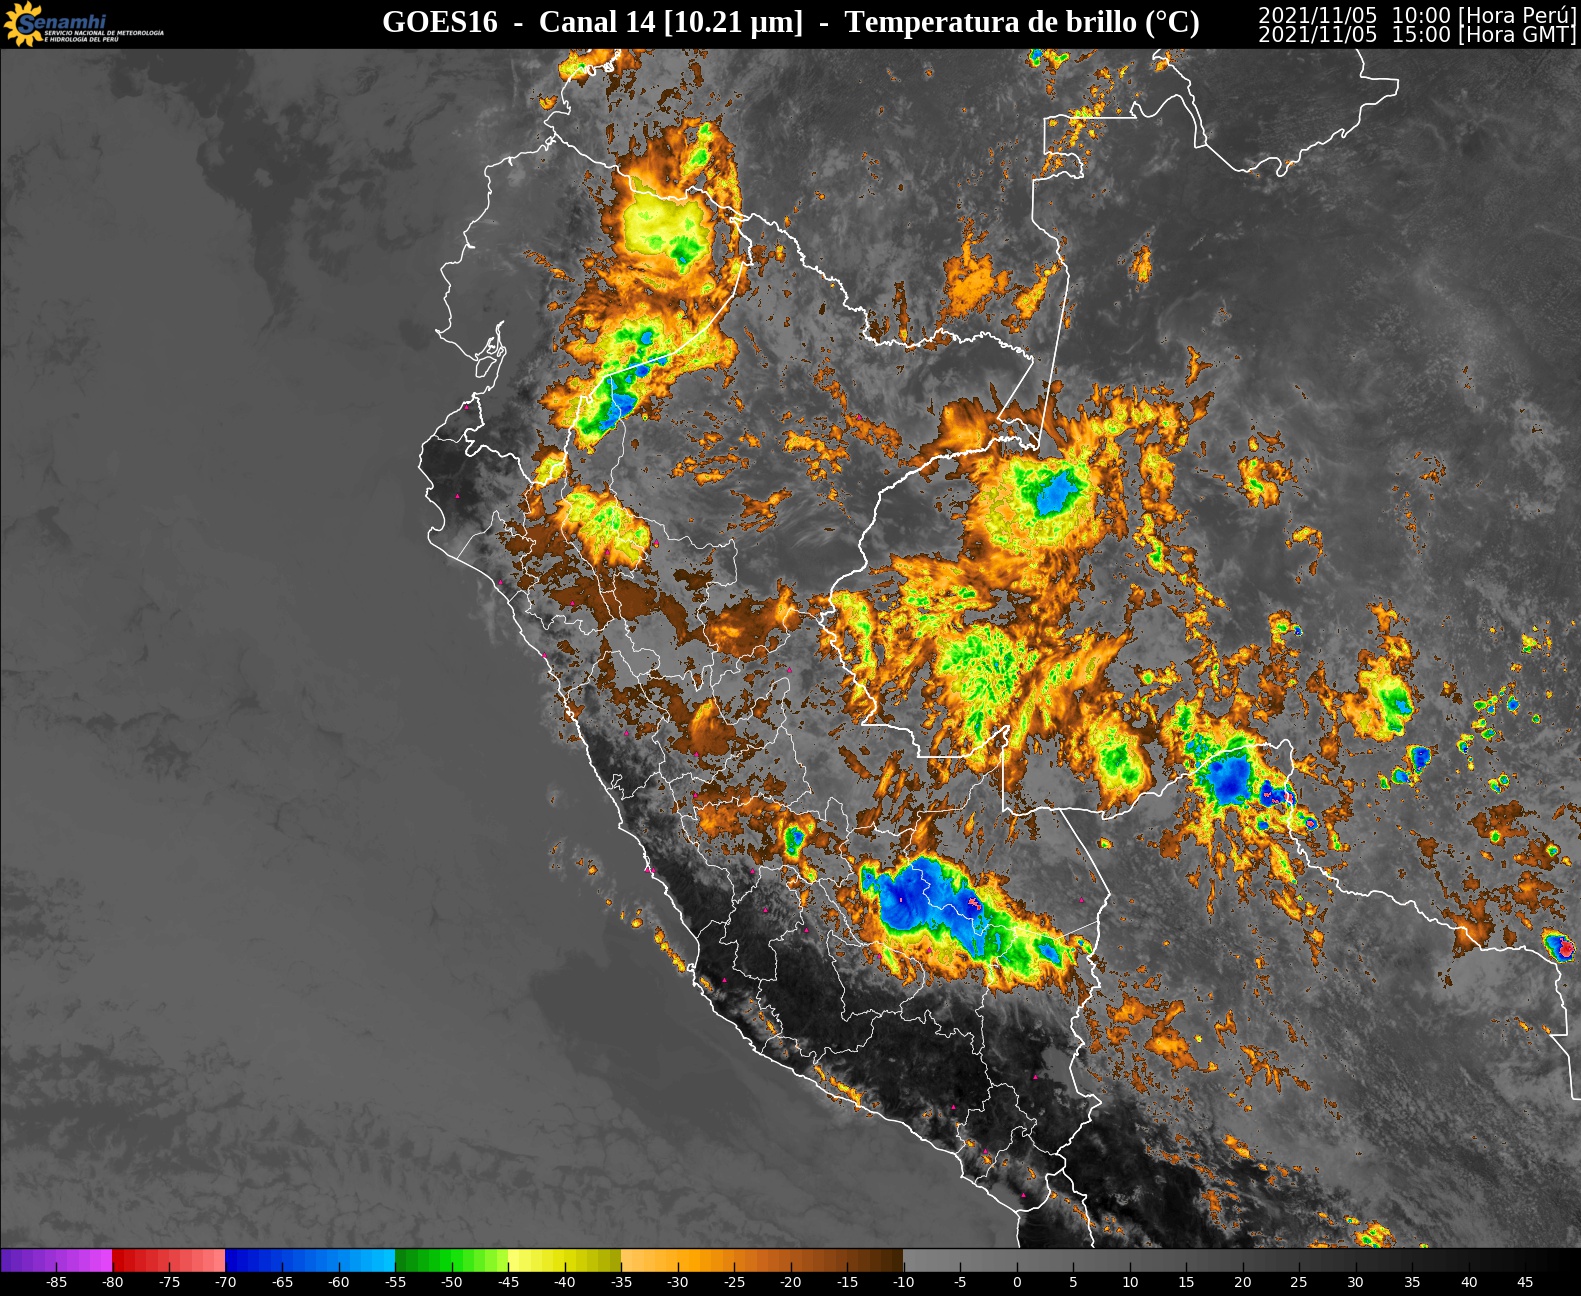 Senamhi
SERVICIO NACIONAL DE METEOROLOGÍA
E HIDROLOGÍA DEL PERÚ
GOES16 - Canal 14 [10.21 µm] - Temperatura de brillo (°C)
2021/11/05 10:00 [Hora Perú]
2021/11/05 15:00 [Hora GMT]
-85 -80 -75 -70 -65 -60 -55 -50 -45 -40 -35 -30 -25 -20 -15 -10 -5 0 5 10 15 20 25 30 35 40 45